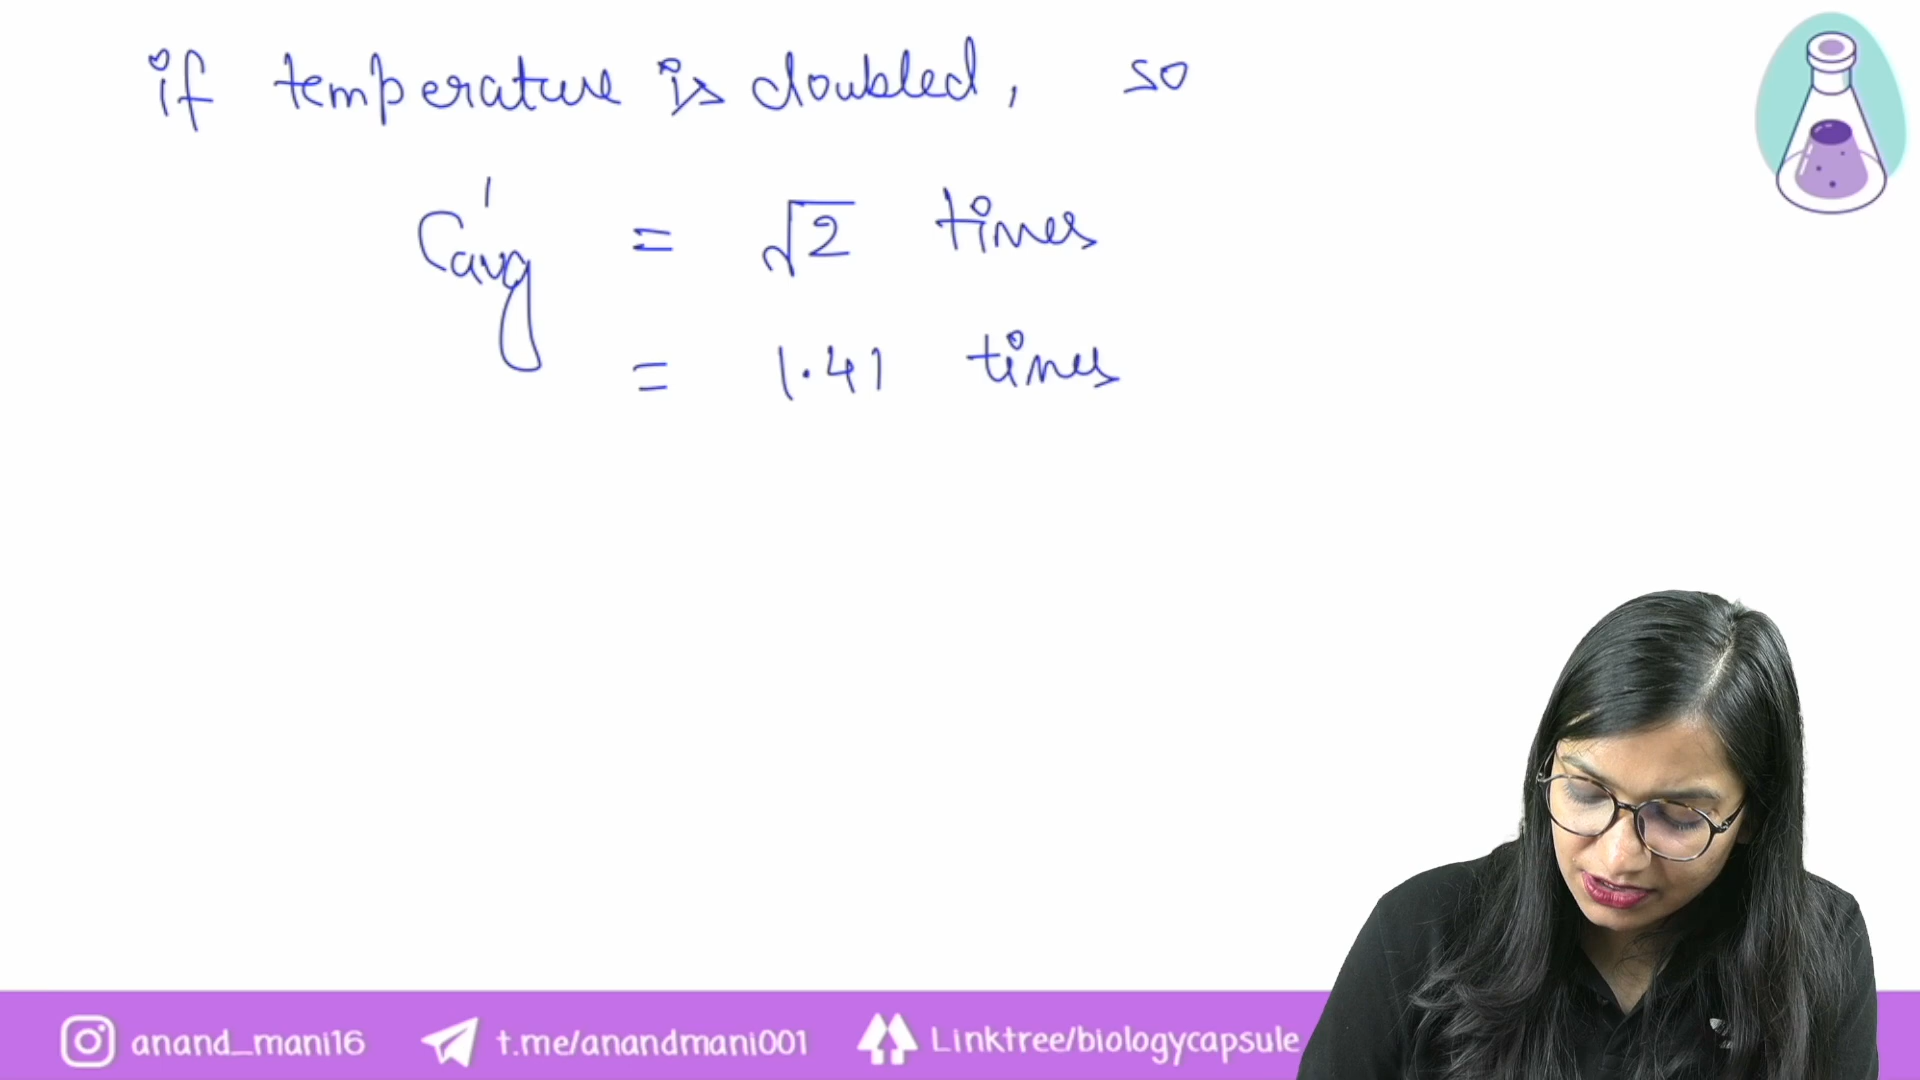 if temperature is doubled, so
C'avg = √2 times
= 1.41 times
anand_mani16 t.me/anandmani001 Linktree/biologycapsule